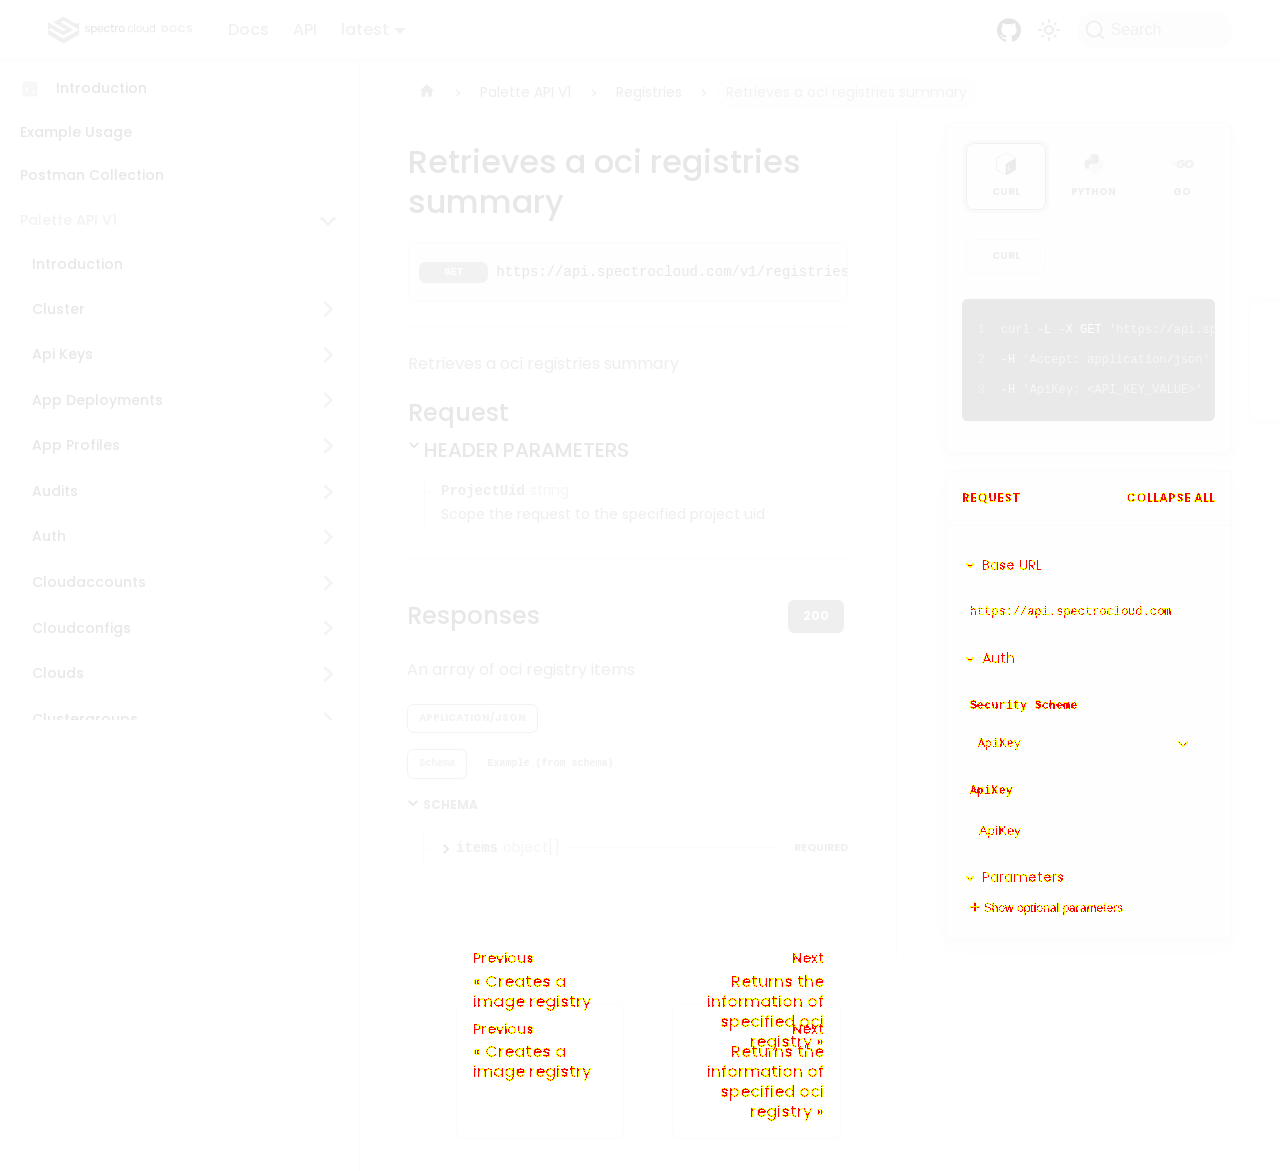 spectro cloud DOCS
Docs
API
latest
Search
Introduction
Example Usage
Postman Collection
Palette API V1
Introduction
Cluster
Api Keys
App Deployments
App Profiles
Audits
Auth
Cloudaccounts
Cloudconfigs
Clouds
Clustergroups
Palette API V1
Registries
Retrieves a oci registries summary
Retrieves a oci registries
summary
GET https://api.spectrocloud.com/v1/registries
Retrieves a oci registries summary
Request
HEADER PARAMETERS
ProjectUid string
Scope the request to the specified project uid
Responses
200
An array of oci registry items
APPLICATION/JSON
Schema
Example (from schema)
SCHEMA
items object[]
REQUIRED
Previous
« Creates a
image registry
Next
Returns the
information of
specified oci
registry »
Previous
« Creates a
image registry
Next
Returns the
information of
specified oci
registry »
CURL
PYTHON
GO
GO
CURL
1 curl -L -X GET 'https://api.sp
2 -H 'Accept: application/json'
3 -H 'ApiKey: <API_KEY_VALUE>'
REQUEST
COLLAPSE ALL
Base URL
https://api.spectrocloud.com
Auth
Security Scheme
ApiKey
ApiKey
ApiKey
Parameters
Show optional parameters